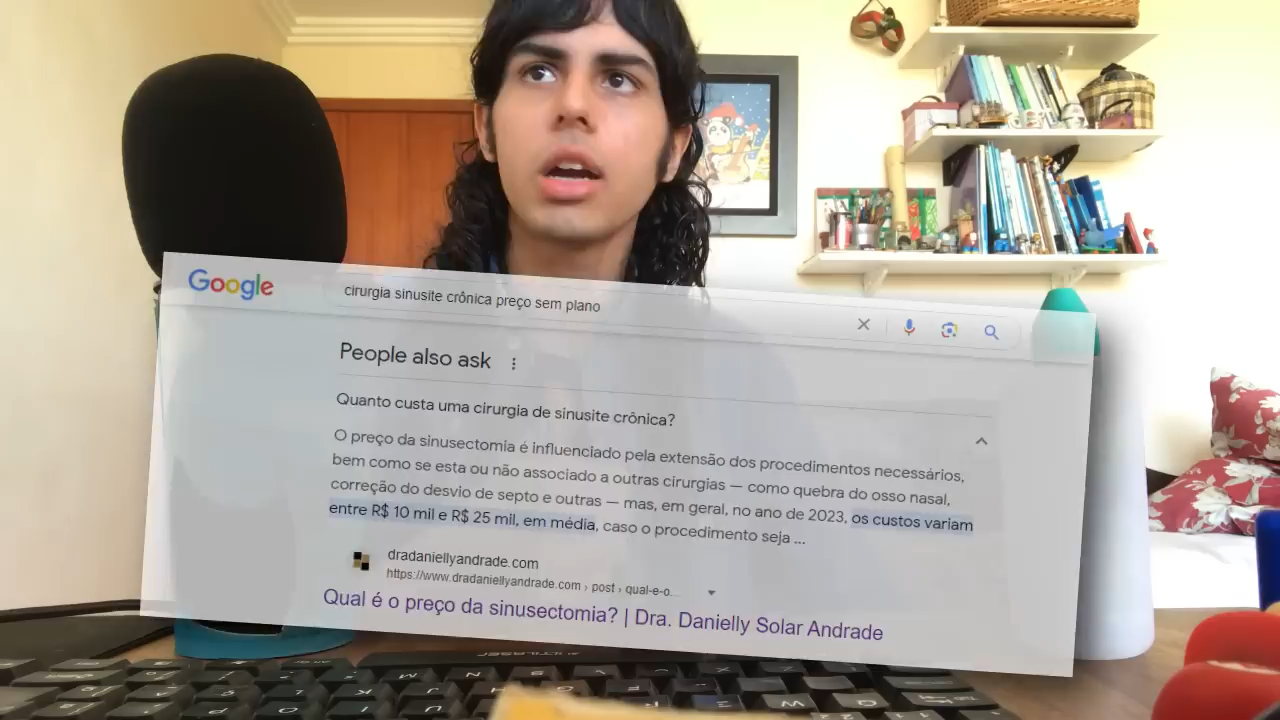 Google
cirurgia sinusite crônica preço sem plano
People also ask
Quanto custa uma cirurgia de sinusite crônica?
O preço da sinusectomia é influenciado pela extensão dos procedimentos necessários,
bem como se esta ou não associado a outras cirurgias — como quebra do osso nasal,
correção do desvio de septo e outras — mas, em geral, no ano de 2023, os custos variam
entre R$ 10 mil e R$ 25 mil, em média, caso o procedimento seja ...
dradaniellyandrade.com
https://www.dradaniellyandrade.com › post › qual-e-o...
Qual é o preço da sinusectomia? | Dra. Danielly Solar Andrade